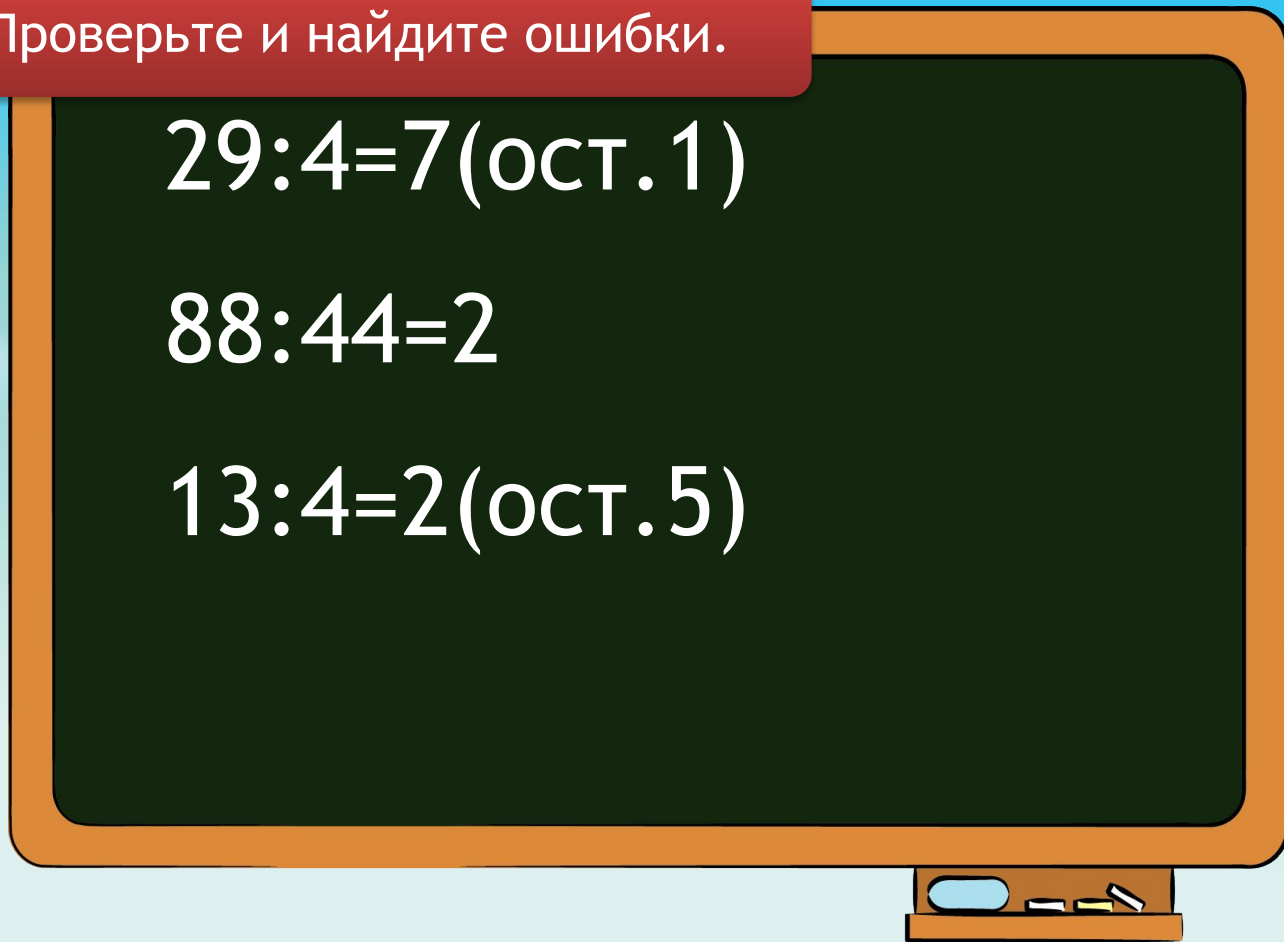 Проверьте и найдите ошибки.
29:4=7(ост.1)
88:44=2
13:4=2(ост.5)